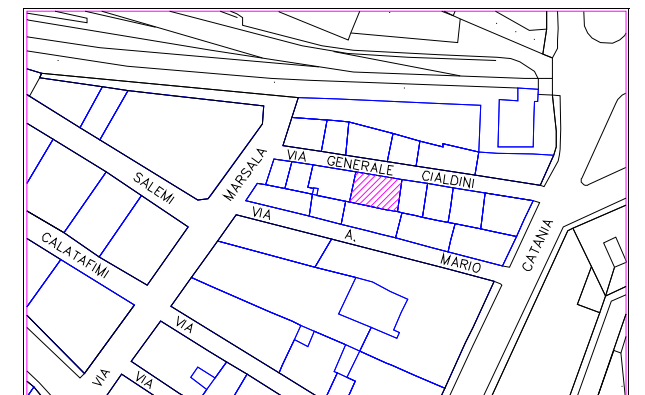 VIA GENERALE CIALDINI
MARSALA
SALEMI
VIA A. MARIO
CATANIA
CALATAFIMI
VIA
VIA
VIA